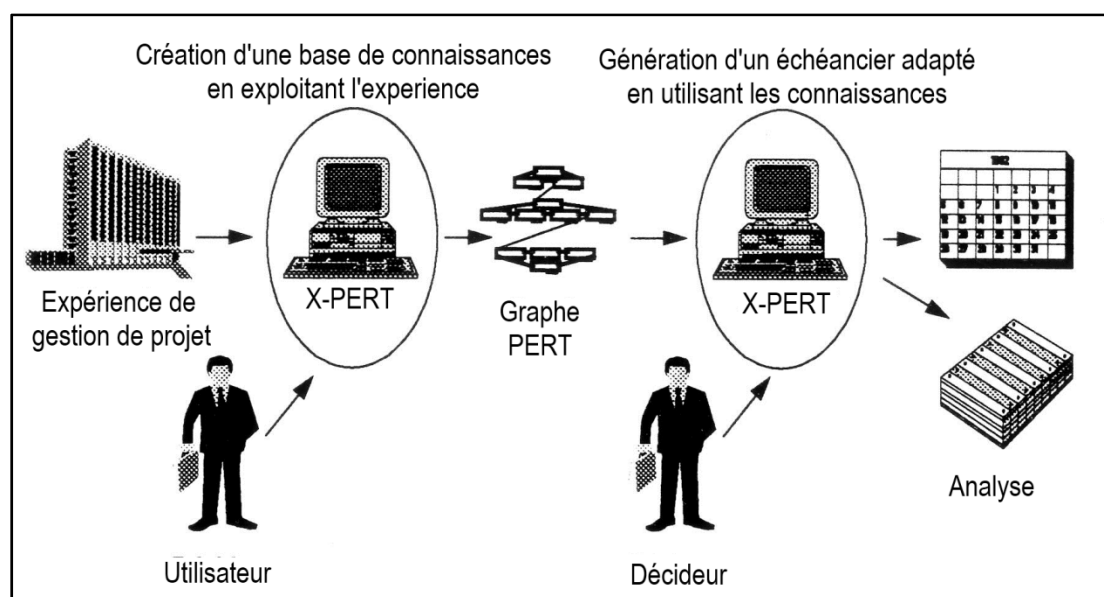 Création d'une base de connaissances
en exploitant l'experience
Génération d'un échéancier adapté
en utilisant les connaissances
X-PERT
Expérience de
gestion de projet
Graphe
PERT
X-PERT
Analyse
Utilisateur
Décideur